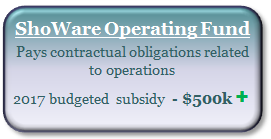 ShoWare Operating Fund
Pays contractual obligations related
to operations
2017 budgeted subsidy - $500k +